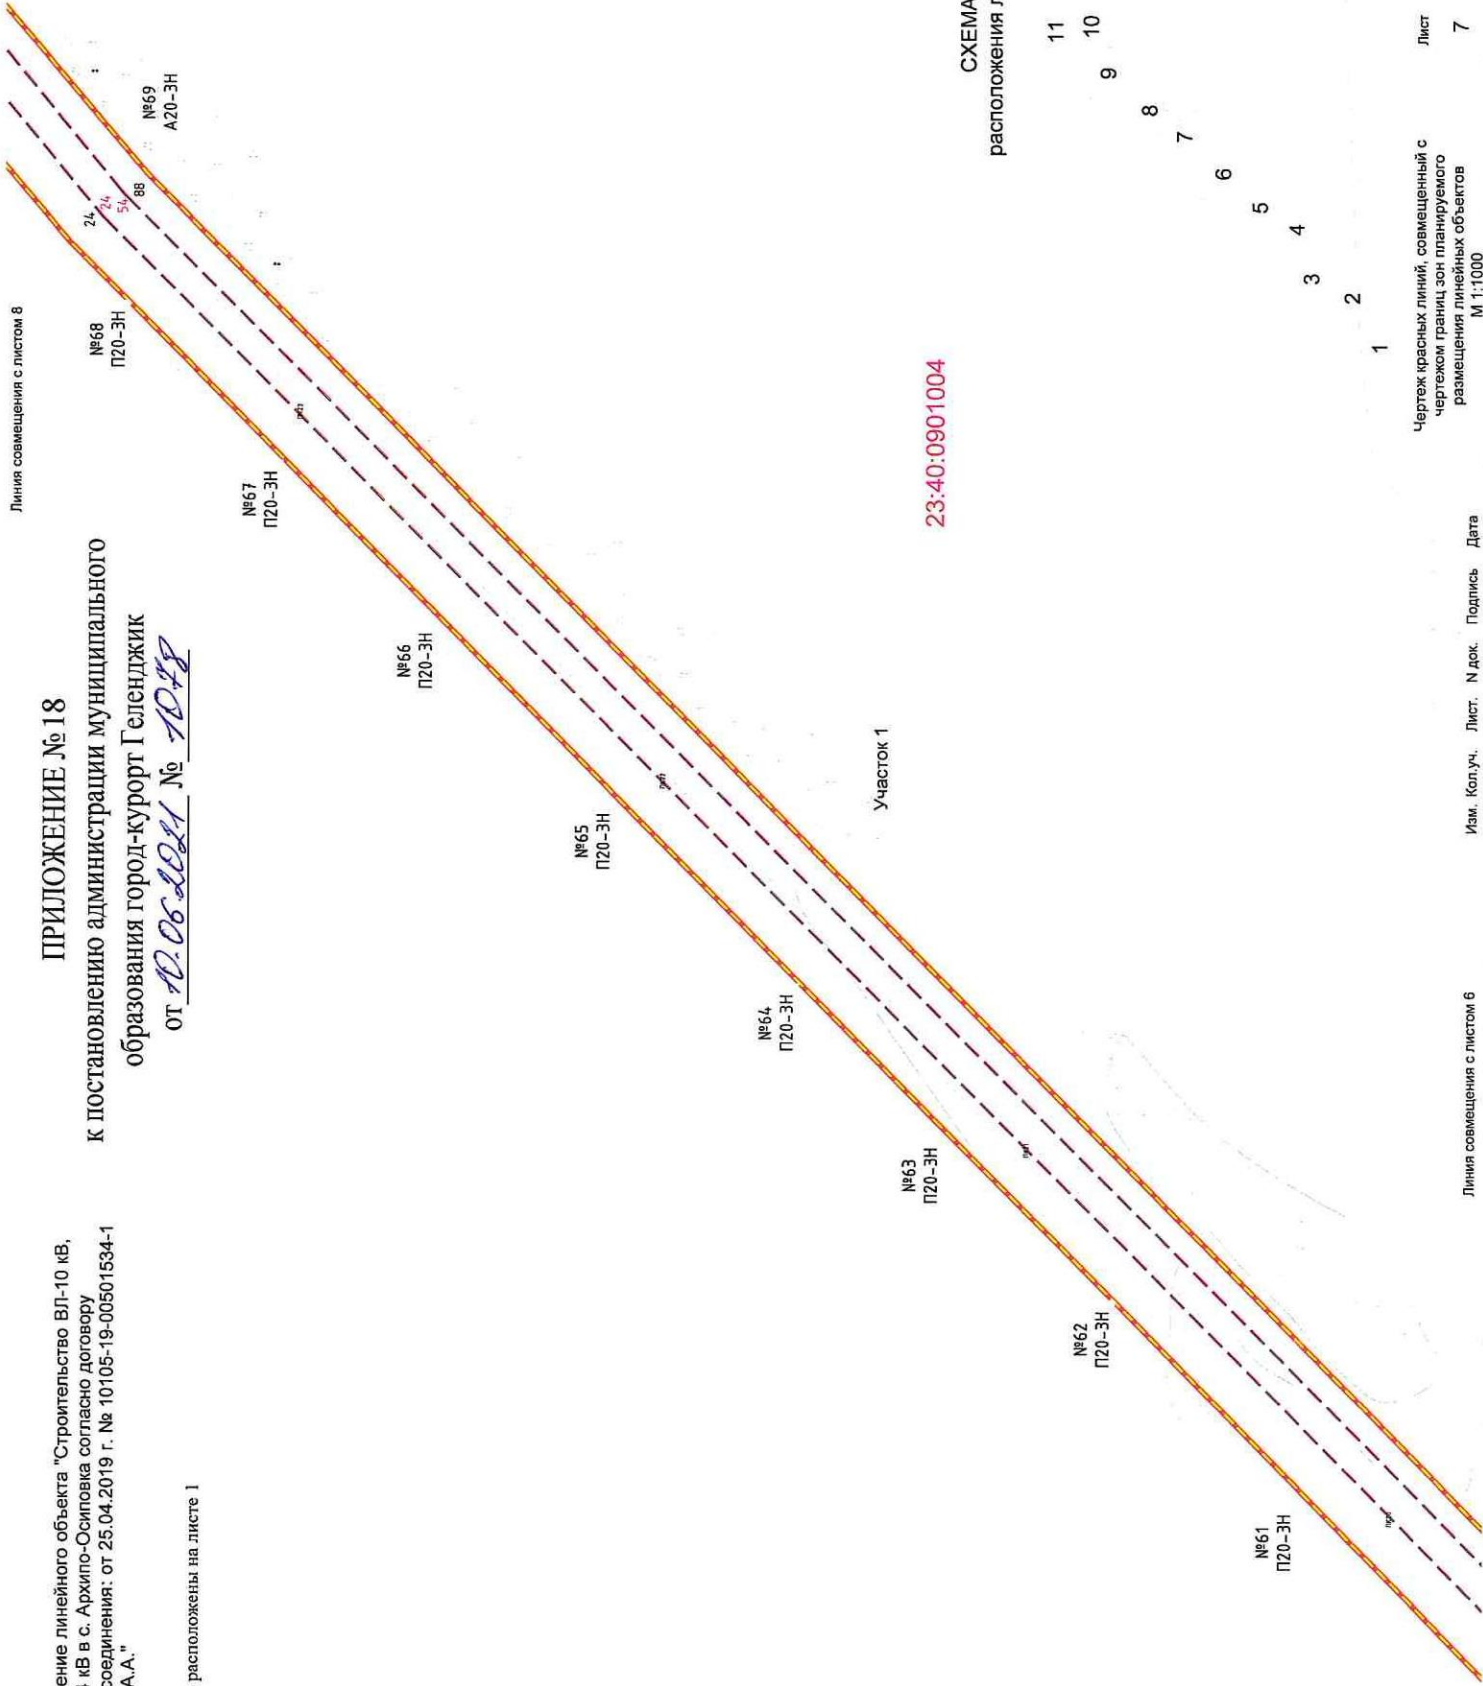 ПРИЛОЖЕНИЕ № 18
к постановлению администрации муниципального
образования город-курорт Геленджик
от 10.06.2021 № 1078
ение линейного объекта "Строительство ВЛ-10 кВ,
кВ в с. Архипо-Осиповка согласно договору
соединения: от 25.04.2019 г. № 10105-19-00501534-1
А.А."
расположены на листе 1
Линия совмещения с листом 8
№69
А20-3Н
24
24
54
88
№68
П20-3Н
№67
П20-3Н
№66
П20-3Н
№65
П20-3Н
№64
П20-3Н
№63
П20-3Н
№62
П20-3Н
№61
П20-3Н
Участок 1
23:40:0901004
СХЕМА
расположения л
11
10
9
8
7
6
5
4
3
2
1
Линия совмещения с листом 6
Изм. Кол.уч. Лист. N док. Подпись Дата
Чертеж красных линий, совмещенный с
чертежом границ зон планируемого
размещения линейных объектов
М 1:1000
Лист
7